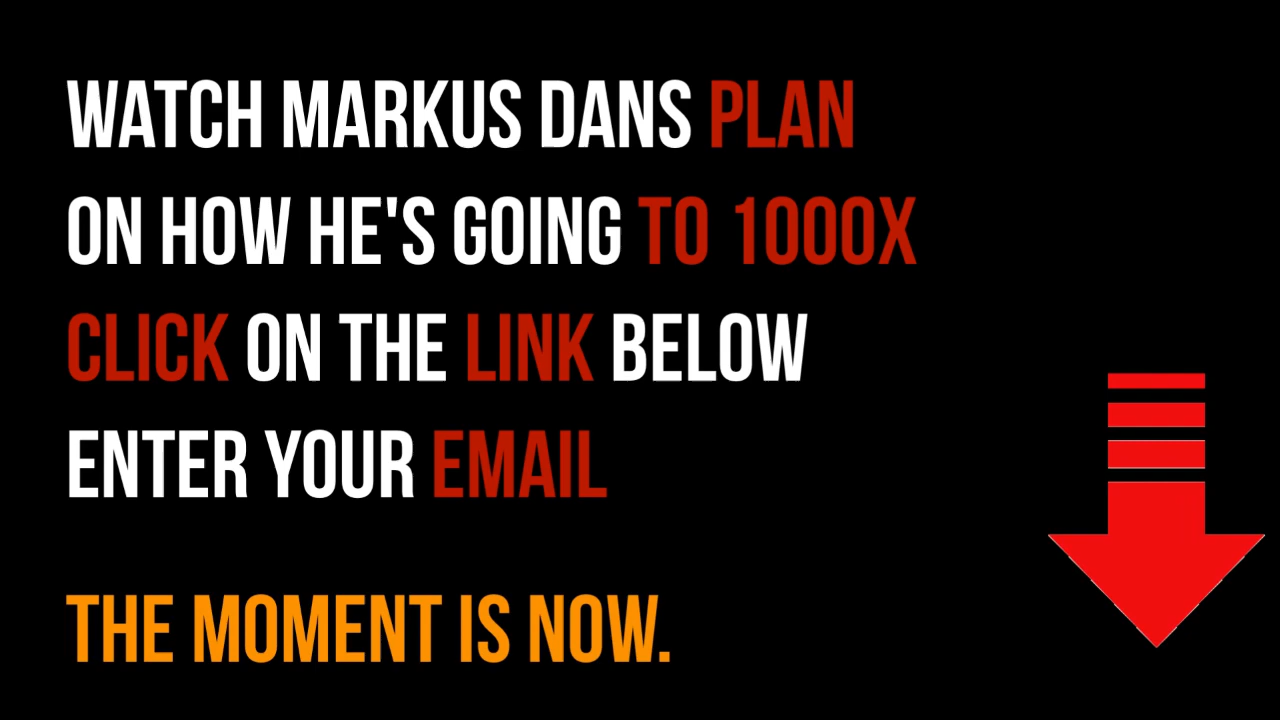 WATCH MARKUS DANS PLAN
ON HOW HE'S GOING TO 1000X
CLICK ON THE LINK BELOW
ENTER YOUR EMAIL
THE MOMENT IS NOW.